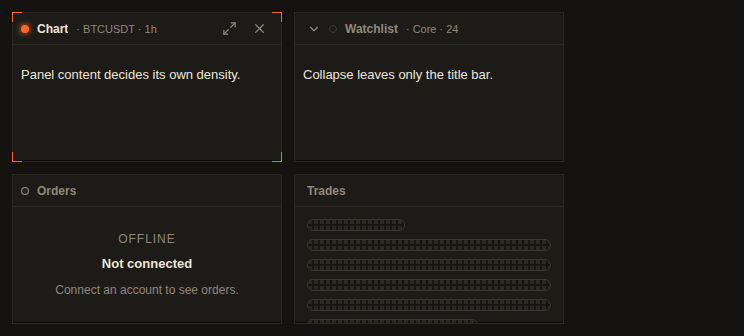 Chart · BTCUSDT · 1h
Watchlist · Core · 24
Panel content decides its own density.
Collapse leaves only the title bar.
Orders
Trades
OFFLINE
Not connected
Connect an account to see orders.